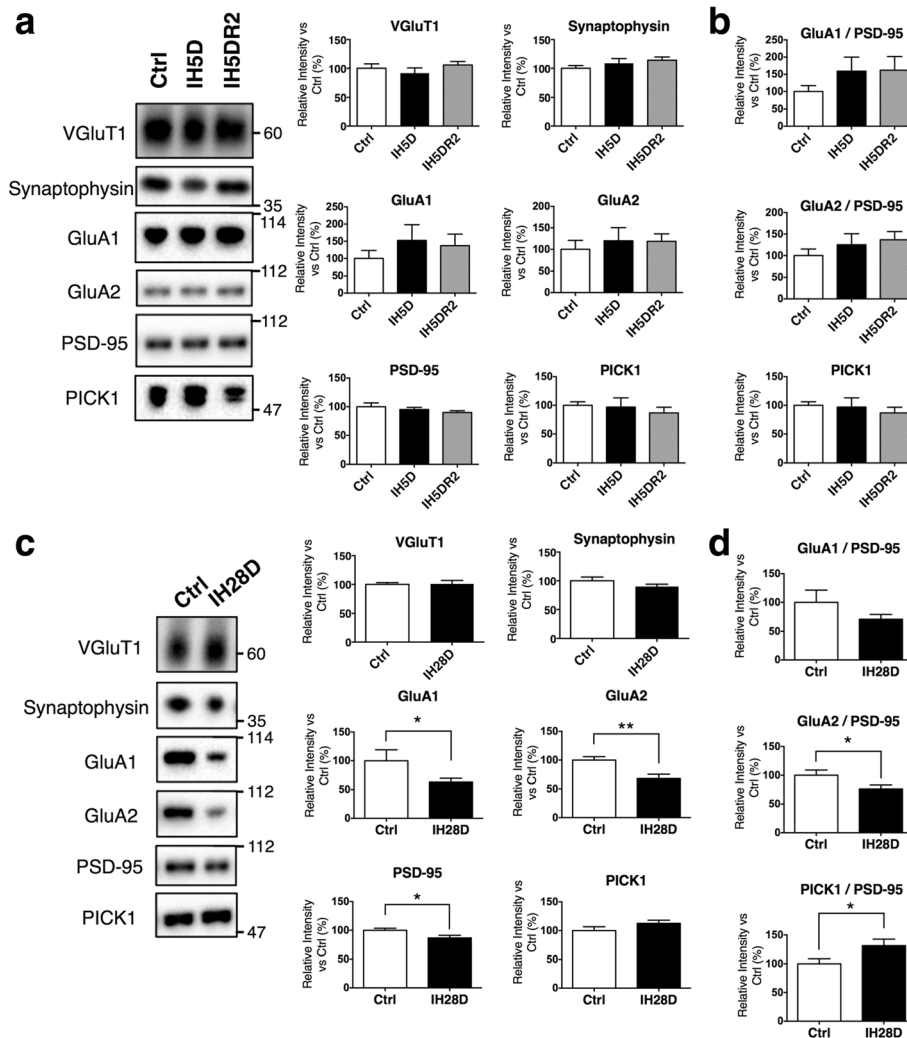 a
Ctrl
IH5D
IH5DR2
VGluT1
60
Synaptophysin
35
GluA1
114
GluA2
112
PSD-95
112
PICK1
47
VGluT1
Relative Intensity vs
Ctrl (%)
150
100
50
0
Ctrl
IH5D
IH5DR2
Synaptophysin
Relative Intensity vs
Ctrl (%)
150
100
50
0
Ctrl
IH5D
IH5DR2
GluA1
Relative Intensity
vs Ctrl (%)
250
200
150
100
50
0
Ctrl
IH5D
IH5DR2
GluA2
Relative Intensity
vs Ctrl (%)
250
200
150
100
50
0
Ctrl
IH5D
IH5DR2
PSD-95
Relative Intensity
vs Ctrl (%)
150
100
50
0
Ctrl
IH5D
IH5DR2
PICK1
Relative Intensity
vs Ctrl (%)
150
100
50
0
Ctrl
IH5D
IH5DR2
b
GluA1 / PSD-95
Relative Intensity
vs Ctrl (%)
250
200
150
100
50
0
Ctrl
IH5D
IH5DR2
GluA2 / PSD-95
Relative Intensity
vs Ctrl (%)
250
200
150
100
50
0
Ctrl
IH5D
IH5DR2
PICK1
Relative Intensity
vs Ctrl (%)
150
100
50
0
Ctrl
IH5D
IH5DR2
c
Ctrl
IH28D
VGluT1
60
Synaptophysin
35
GluA1
114
GluA2
112
PSD-95
112
PICK1
47
VGluT1
Relative Intensity vs
Ctrl (%)
150
100
50
0
Ctrl
IH28D
Synaptophysin
Relative Intensity vs
Ctrl (%)
150
100
50
0
Ctrl
IH28D
GluA1
Relative Intensity vs
Ctrl (%)
150
100
50
0
*
Ctrl
IH28D
GluA2
Relative Intensity
vs Ctrl (%)
150
100
50
0
**
Ctrl
IH28D
PSD-95
Relative Intensity
vs Ctrl (%)
150
100
50
0
*
Ctrl
IH28D
PICK1
Relative Intensity vs
Ctrl (%)
150
100
50
0
Ctrl
IH28D
d
GluA1 / PSD-95
Relative Intensity vs
Ctrl (%)
150
100
50
0
Ctrl
IH28D
GluA2 / PSD-95
Relative Intensity vs
Ctrl (%)
150
100
50
0
*
Ctrl
IH28D
PICK1 / PSD-95
Relative Intensity vs
Ctrl (%)
150
100
50
0
*
Ctrl
IH28D